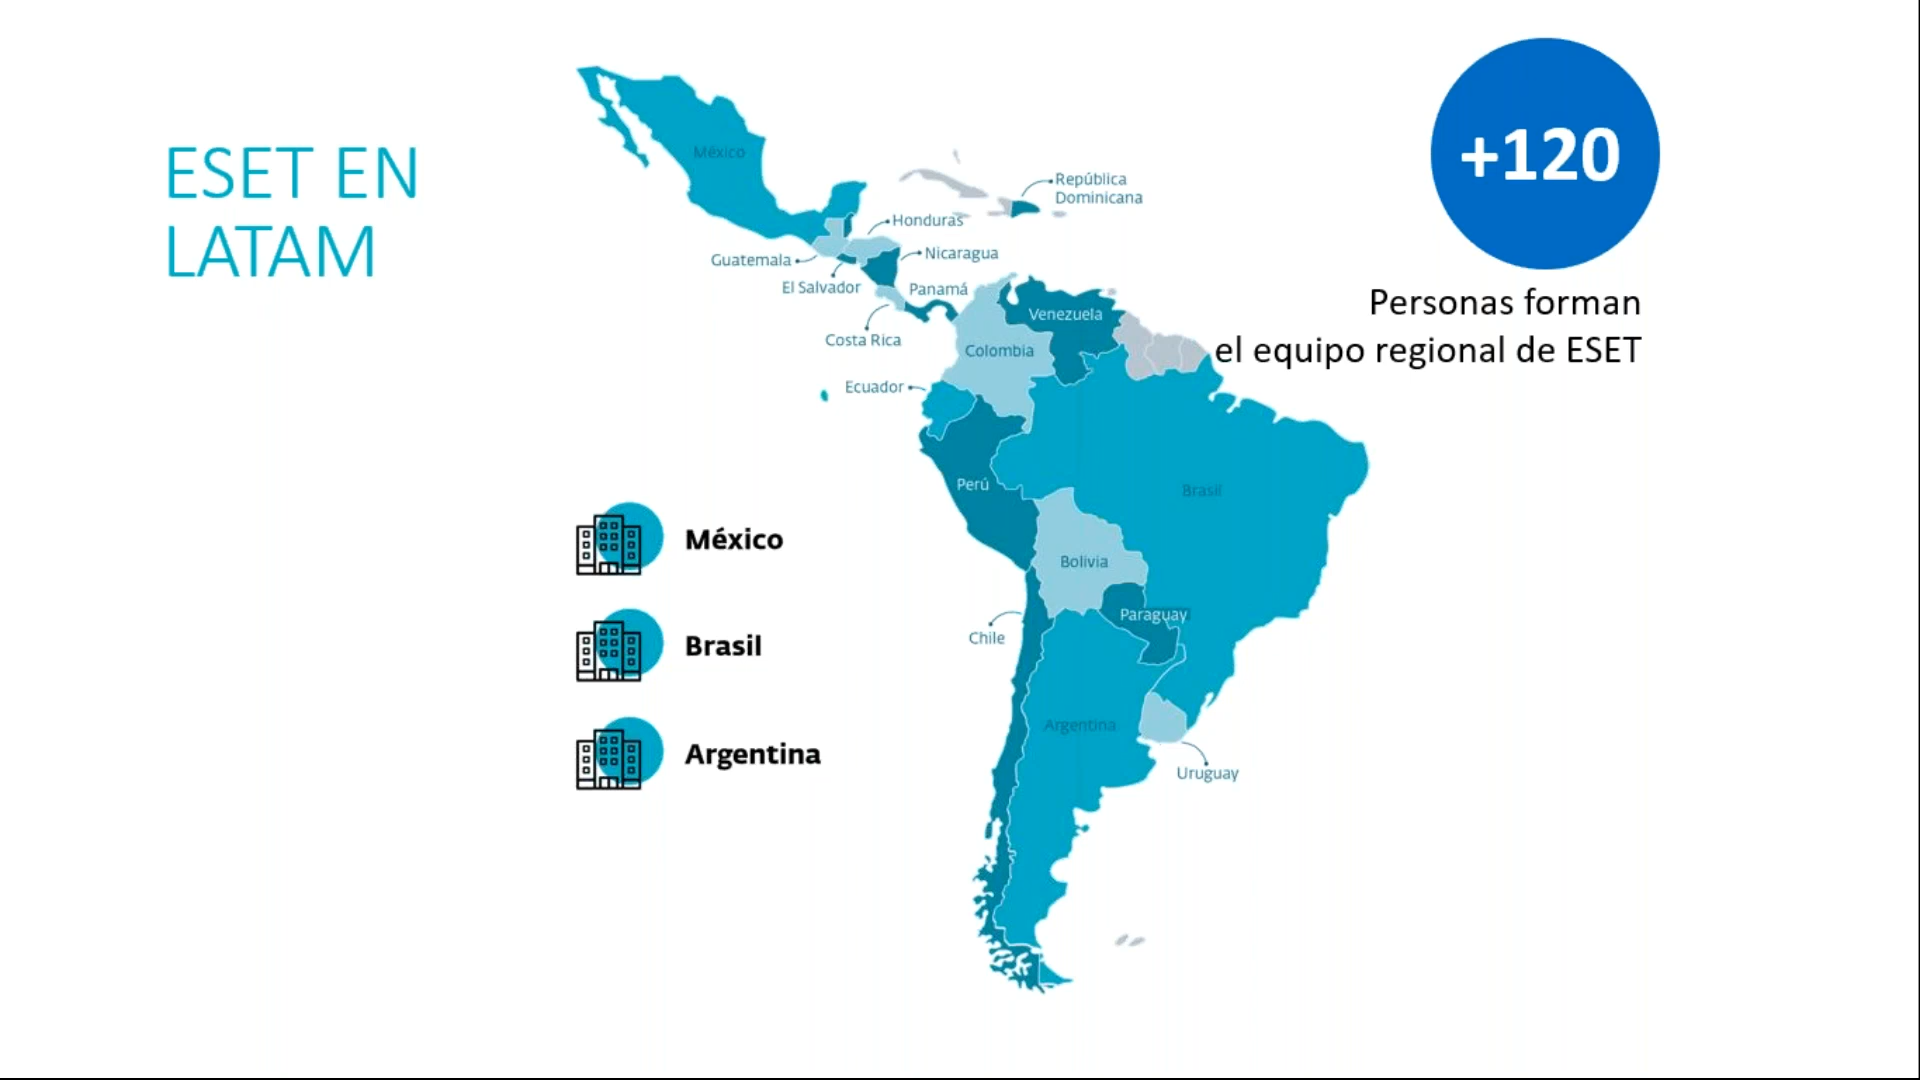 ESET EN
LATAM
+120
Personas forman
el equipo regional de ESET
México
República
Dominicana
Honduras
Nicaragua
Guatemala
El Salvador
Panamá
Costa Rica
Venezuela
Colombia
Ecuador
Perú
Brasil
Bolivia
Paraguay
Chile
Argentina
Uruguay
México
Brasil
Argentina